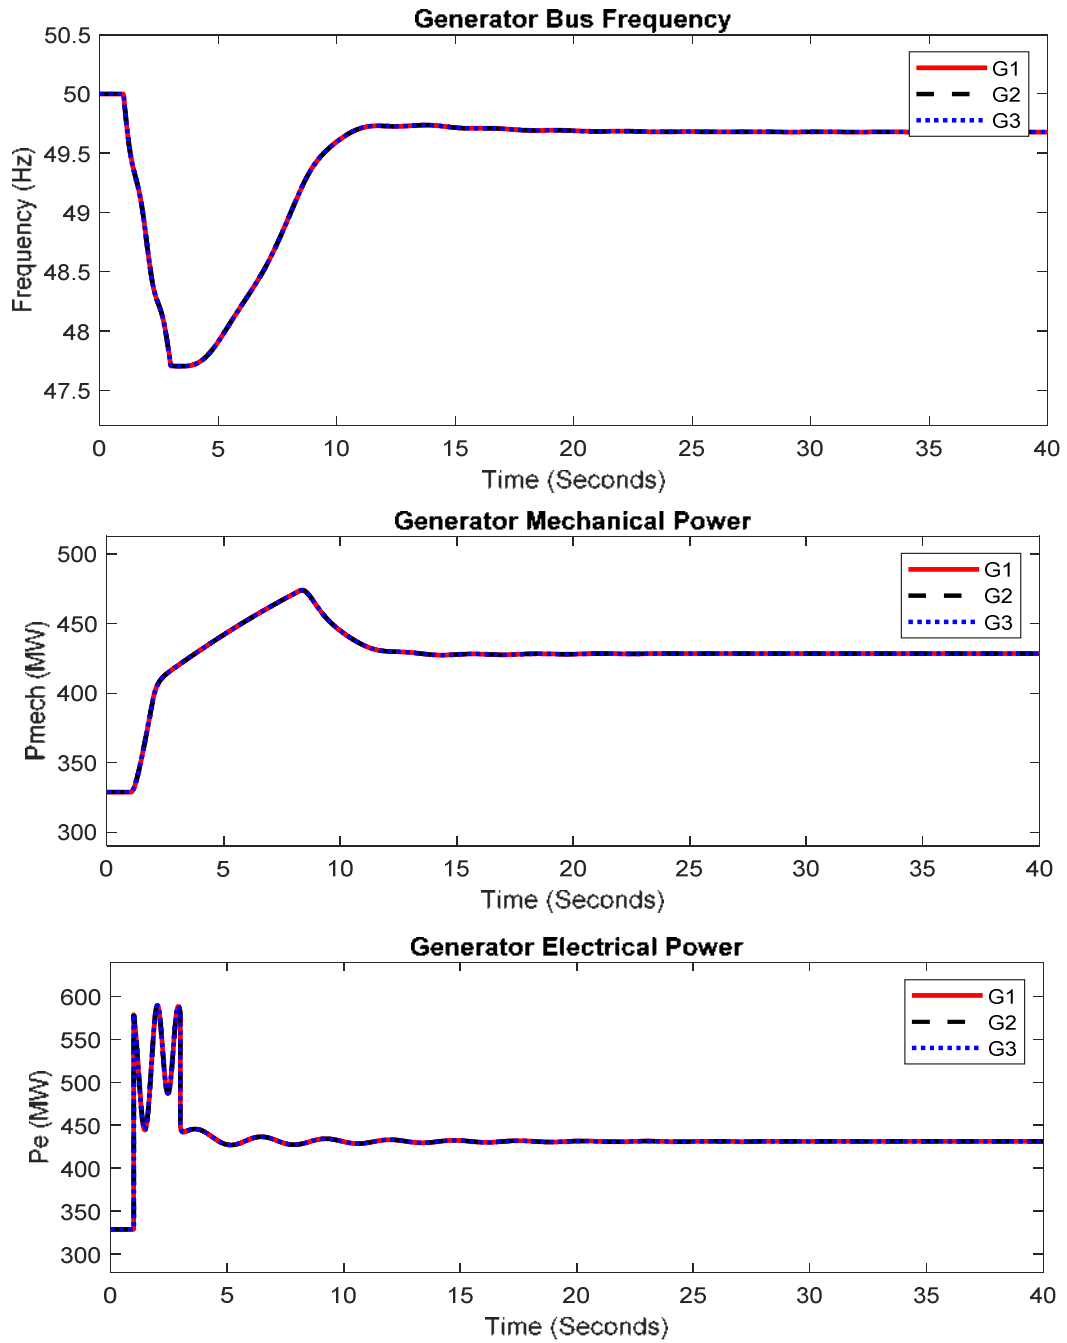 Generator Bus Frequency
50.5
50
49.5
49
48.5
48
47.5
Frequency (Hz)
G1
G2
G3
0 5 10 15 20 25 30 35 40
Time (Seconds)
Generator Mechanical Power
500
450
400
350
300
Pmech (MW)
G1
G2
G3
0 5 10 15 20 25 30 35 40
Time (Seconds)
Generator Electrical Power
600
550
500
450
400
350
300
Pe (MW)
G1
G2
G3
0 5 10 15 20 25 30 35 40
Time (Seconds)